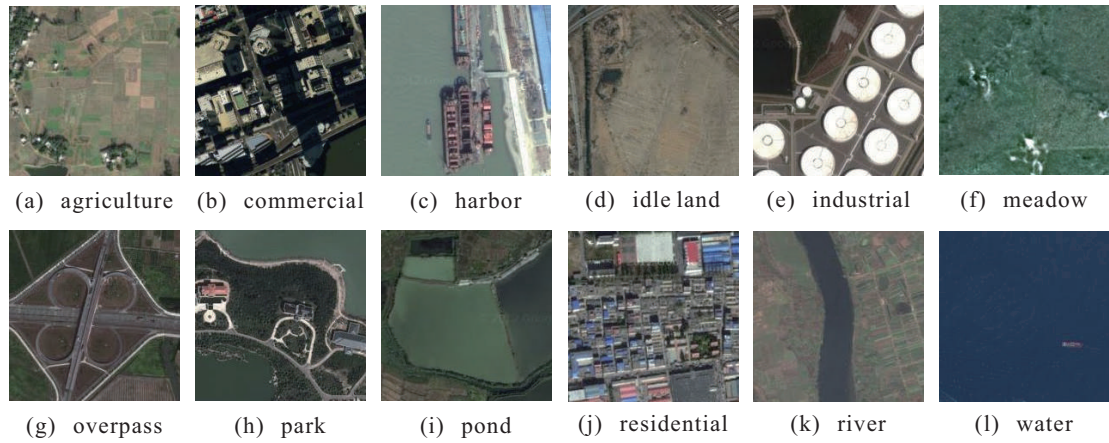 (a) agriculture
(b) commercial
(c) harbor
(d) idle land
(e) industrial
(f) meadow
(g) overpass
(h) park
(i) pond
(j) residential
(k) river
(l) water